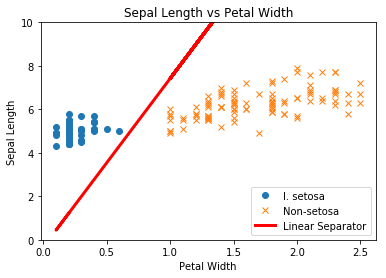 Sepal Length vs Petal Width
10
8
6
4
2
0
Sepal Length
0.0 0.5 1.0 1.5 2.0 2.5
Petal Width
I. setosa
Non-setosa
Linear Separator